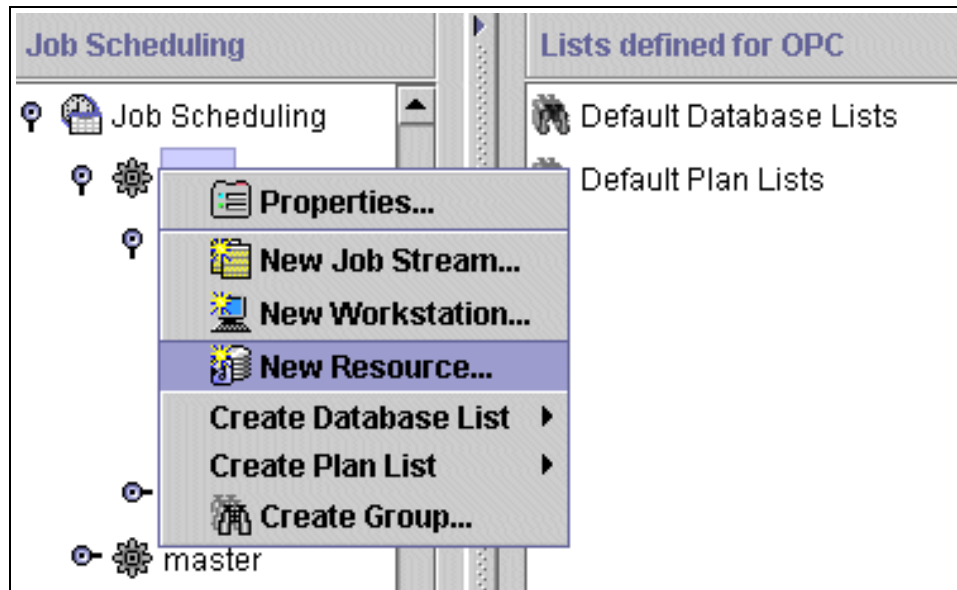 Job Scheduling
Lists defined for OPC
Job Scheduling
Default Database Lists
Default Plan Lists
Properties...
New Job Stream...
New Workstation...
New Resource...
Create Database List
Create Plan List
Create Group...
master